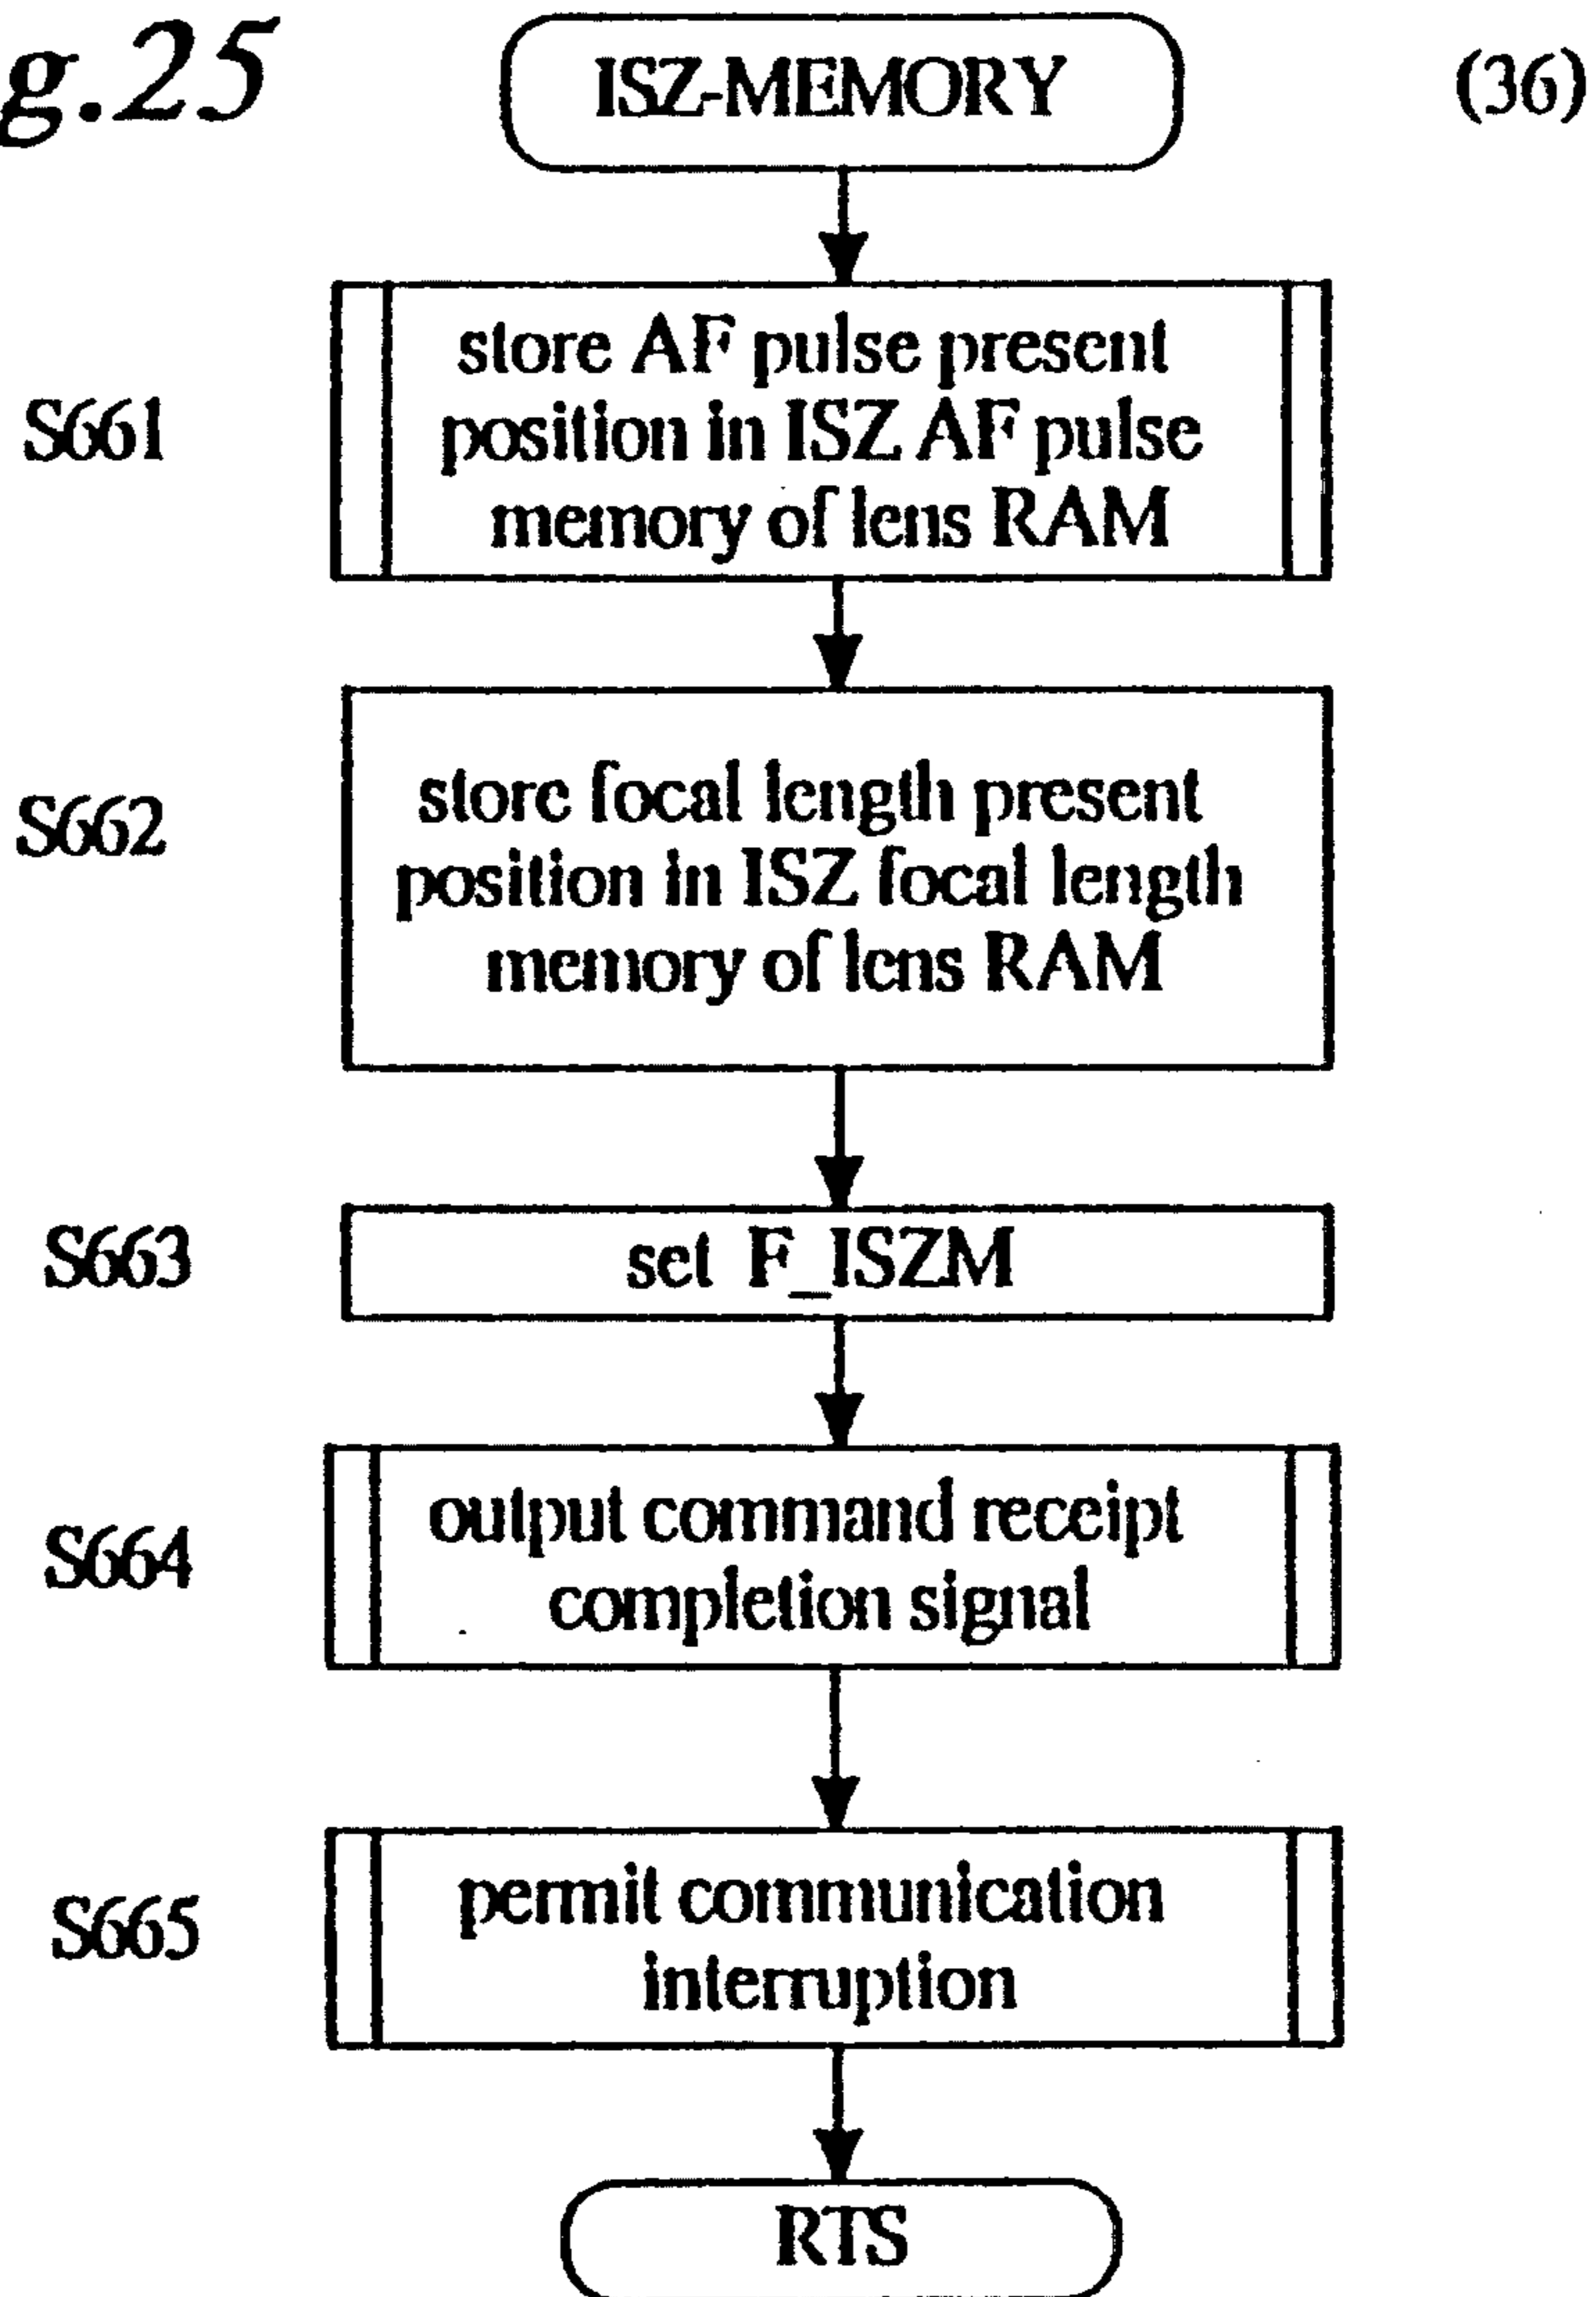 g.25
ISZ-MEMORY
(36)
S661
store AF pulse present
position in ISZ AF pulse
memory of lens RAM
S662
store focal length present
position in ISZ focal length
memory of lens RAM
S663
set F_ISZM
S664
output command receipt
completion signal
S665
permit communication
interruption
RTS